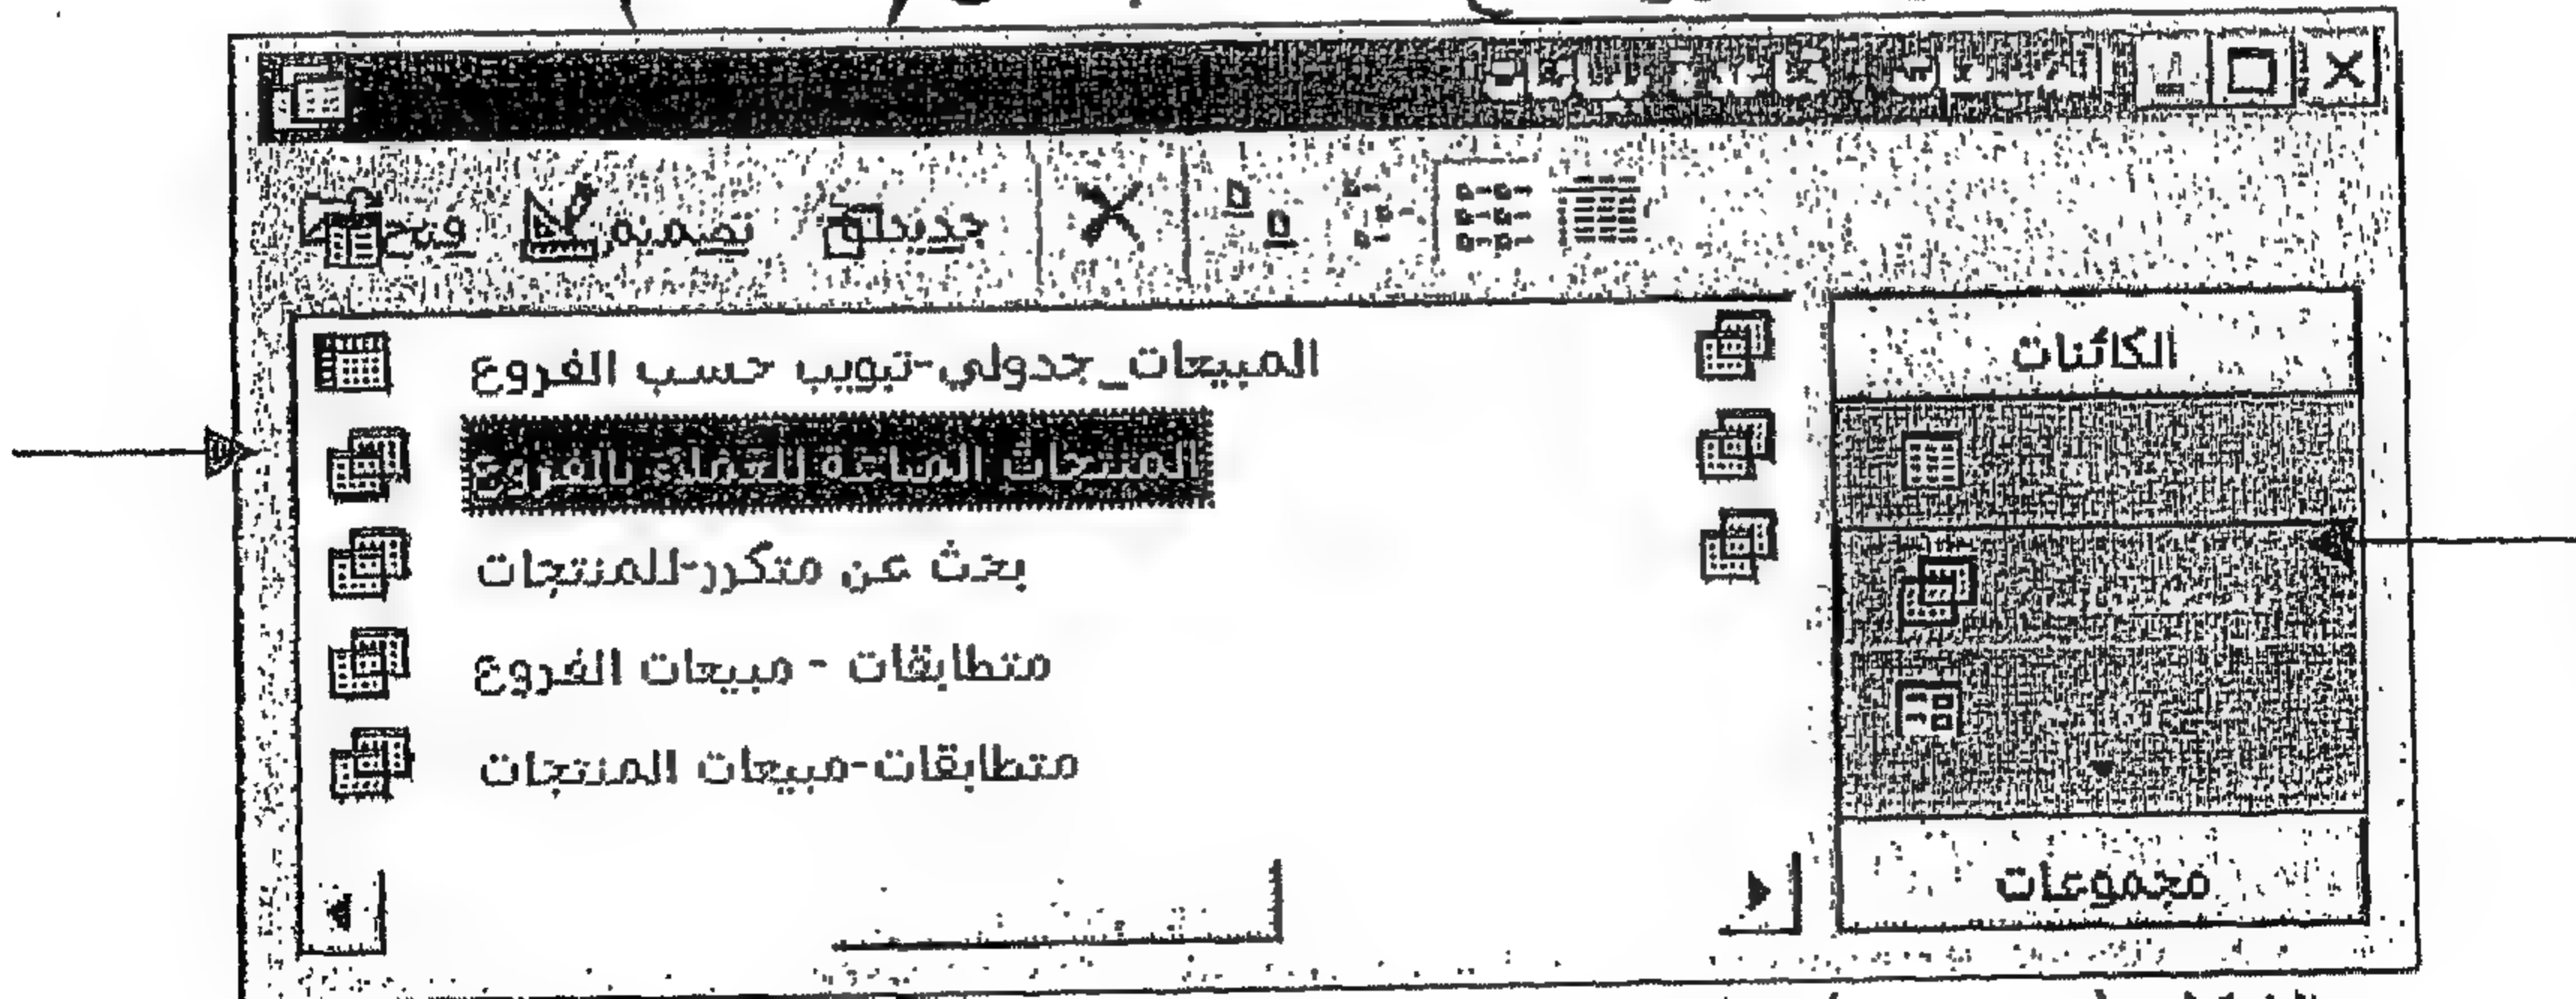 فتح تصميم جديد
الكائنات
المبيعات_جدولي-تبويب حسب الفروع
المنتجات المباعة للعملاء بالفروع
بحث عن متكرر-للمنتجات
متطابقات - مبيعات الفروع
متطابقات-مبيعات المنتجات
مجموعات